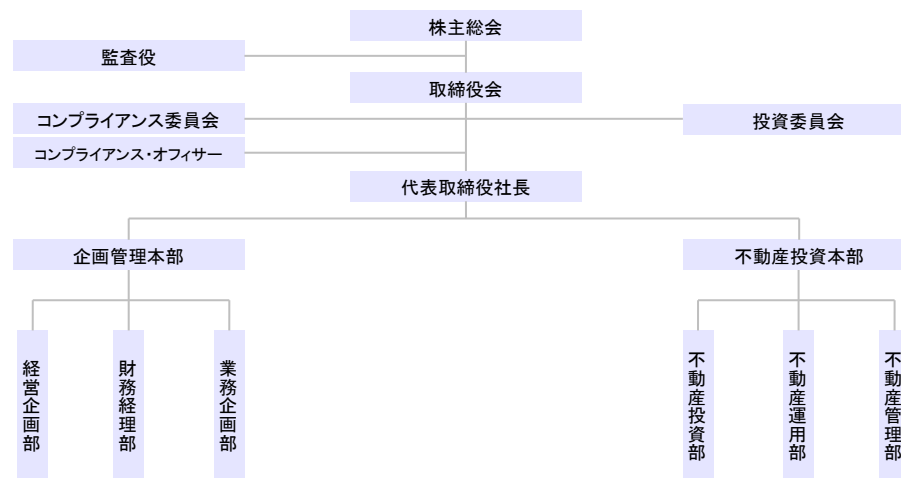 株主総会
監査役
取締役会
コンプライアンス委員会
投資委員会
コンプライアンス・オフィサー
代表取締役社長
企画管理本部
不動産投資本部
経営企画部
財務経理部
業務企画部
不動産投資部
不動産運用部
不動産管理部